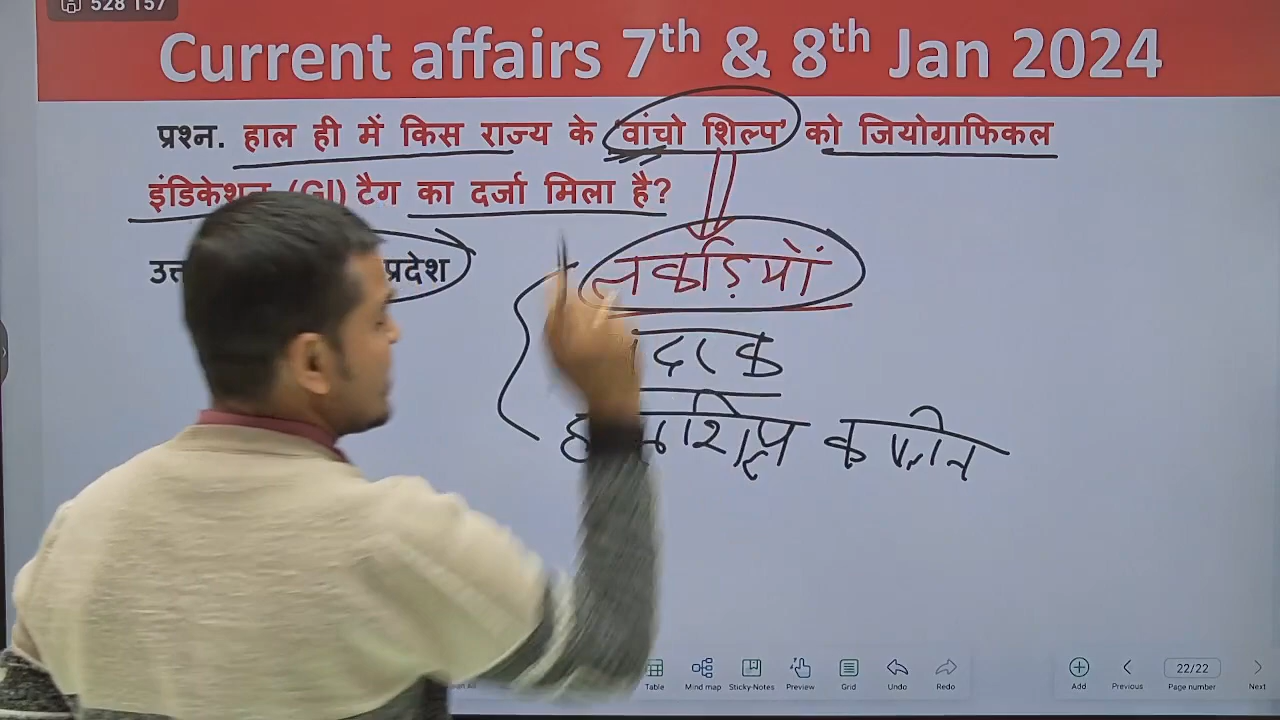 528 157
Current affairs 7th & 8th Jan 2024
प्रश्न. हाल ही में किस राज्य के 'वांचो शिल्प' को जियोग्राफिकल
इंडिकेशन (GI) टैग का दर्जा मिला है?
प्रदेश
लकड़ियों
कालीन
Table Mind map Sticky-Notes Preview Grid Undo Redo Add Previous 22/22 Page number Next